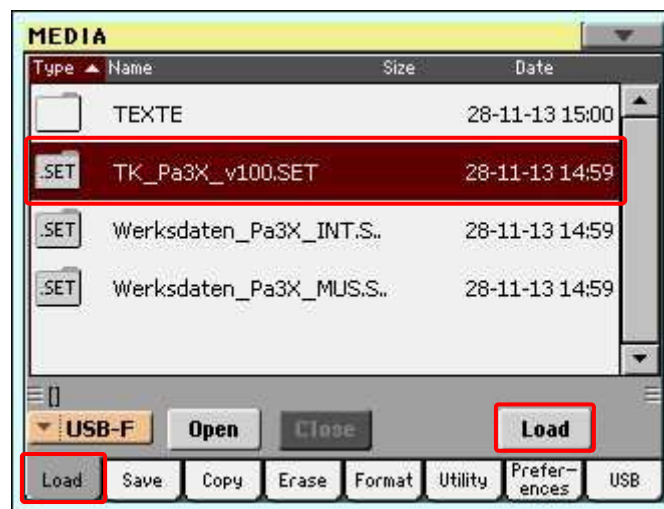 MEDIA
Type Name Size Date
TEXTE 28-11-13 15:00
.SET TK_Pa3X_v100.SET 28-11-13 14:59
.SET Werksdaten_Pa3X_INT.S.. 28-11-13 14:59
.SET Werksdaten_Pa3X_MUS.S.. 28-11-13 14:59
[]
USB-F Open Close Load
Load Save Copy Erase Format Utility Prefer-
ences USB